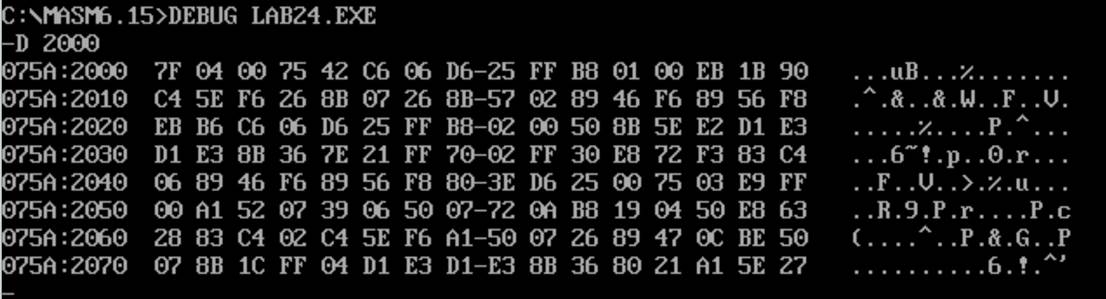 C:\MASM6.15>DEBUG LAB24.EXE
-D 2000
075A:2000  7F 04 00 75 42 C6 06 D6-25 FF B8 01 00 EB 1B 90   ...uB...%.......
075A:2010  C4 5E F6 26 8B 07 26 8B-57 02 89 46 F6 89 56 F8   .^.&..&.W..F..V.
075A:2020  EB B6 C6 06 D6 25 FF B8-02 00 50 8B 5E E2 D1 E3   .....%....P.^...
075A:2030  D1 E3 8B 36 7E 21 FF 70-02 FF 30 E8 72 F3 83 C4   ...6~!.p..0.r...
075A:2040  06 89 46 F6 89 56 F8 80-3E D6 25 00 75 03 E9 FF   ..F..V..>.%.u...
075A:2050  00 A1 52 07 39 06 50 07-72 0A B8 19 04 50 E8 63   ..R.9.P.r....P.c
075A:2060  28 83 C4 02 C4 5E F6 A1-50 07 26 89 47 0C BE 50   (....^..P.&.G..P
075A:2070  07 8B 1C FF 04 D1 E3 D1-E3 8B 36 80 21 A1 5E 27   ..........6.!.^'
-